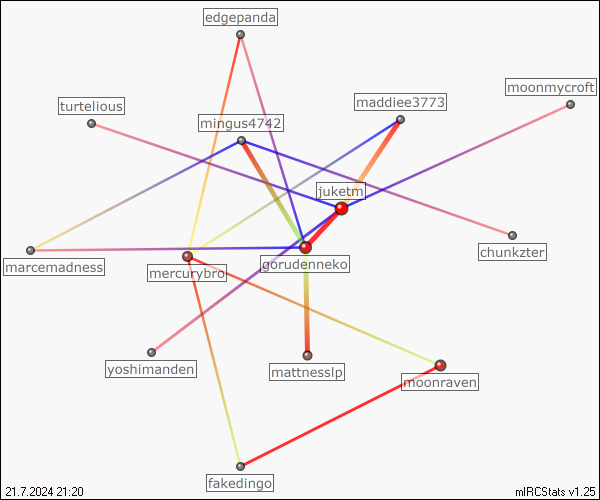 edgepanda
moonmycroft
maddiee3773
turtelious
mingus4742
juketm
chunkzter
gorudenneko
marcemadness
mercurybro
yoshimanden
mattnesslp
moonraven
fakedingo
21.7.2024 21:20
mIRCStats v1.25